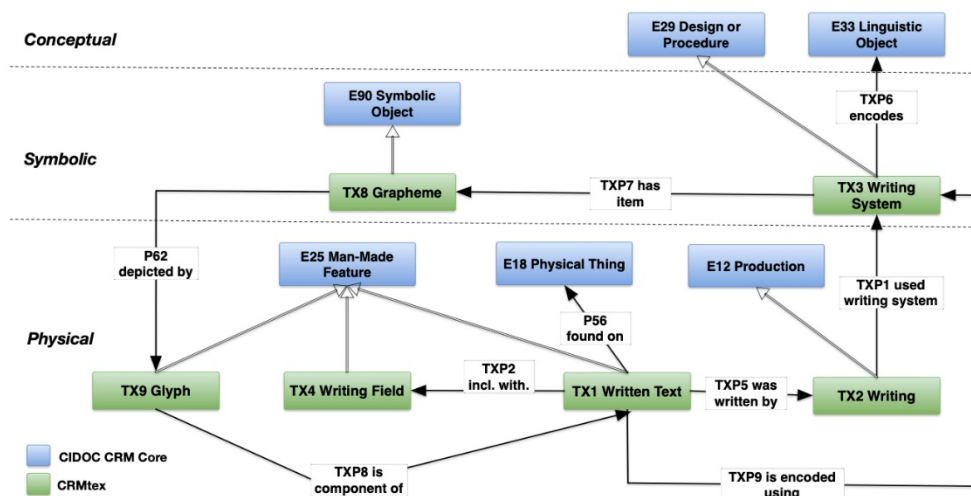 Conceptual
E29 Design or
Procedure
E33 Linguistic
Object
TXP6
encodes
E90 Symbolic
Object
Symbolic
TX8 Grapheme
TXP7 has
item
TX3 Writing
System
P62
depicted by
E25 Man-Made
Feature
E18 Physical Thing
E12 Production
TXP1 used
writing system
P56
found on
Physical
TX9 Glyph
TX4 Writing Field
TXP2
incl. with.
TX1 Written Text
TXP5 was
written by
TX2 Writing
CIDOC CRM Core
CRMtex
TXP8 is
component of
TXP9 is encoded
using